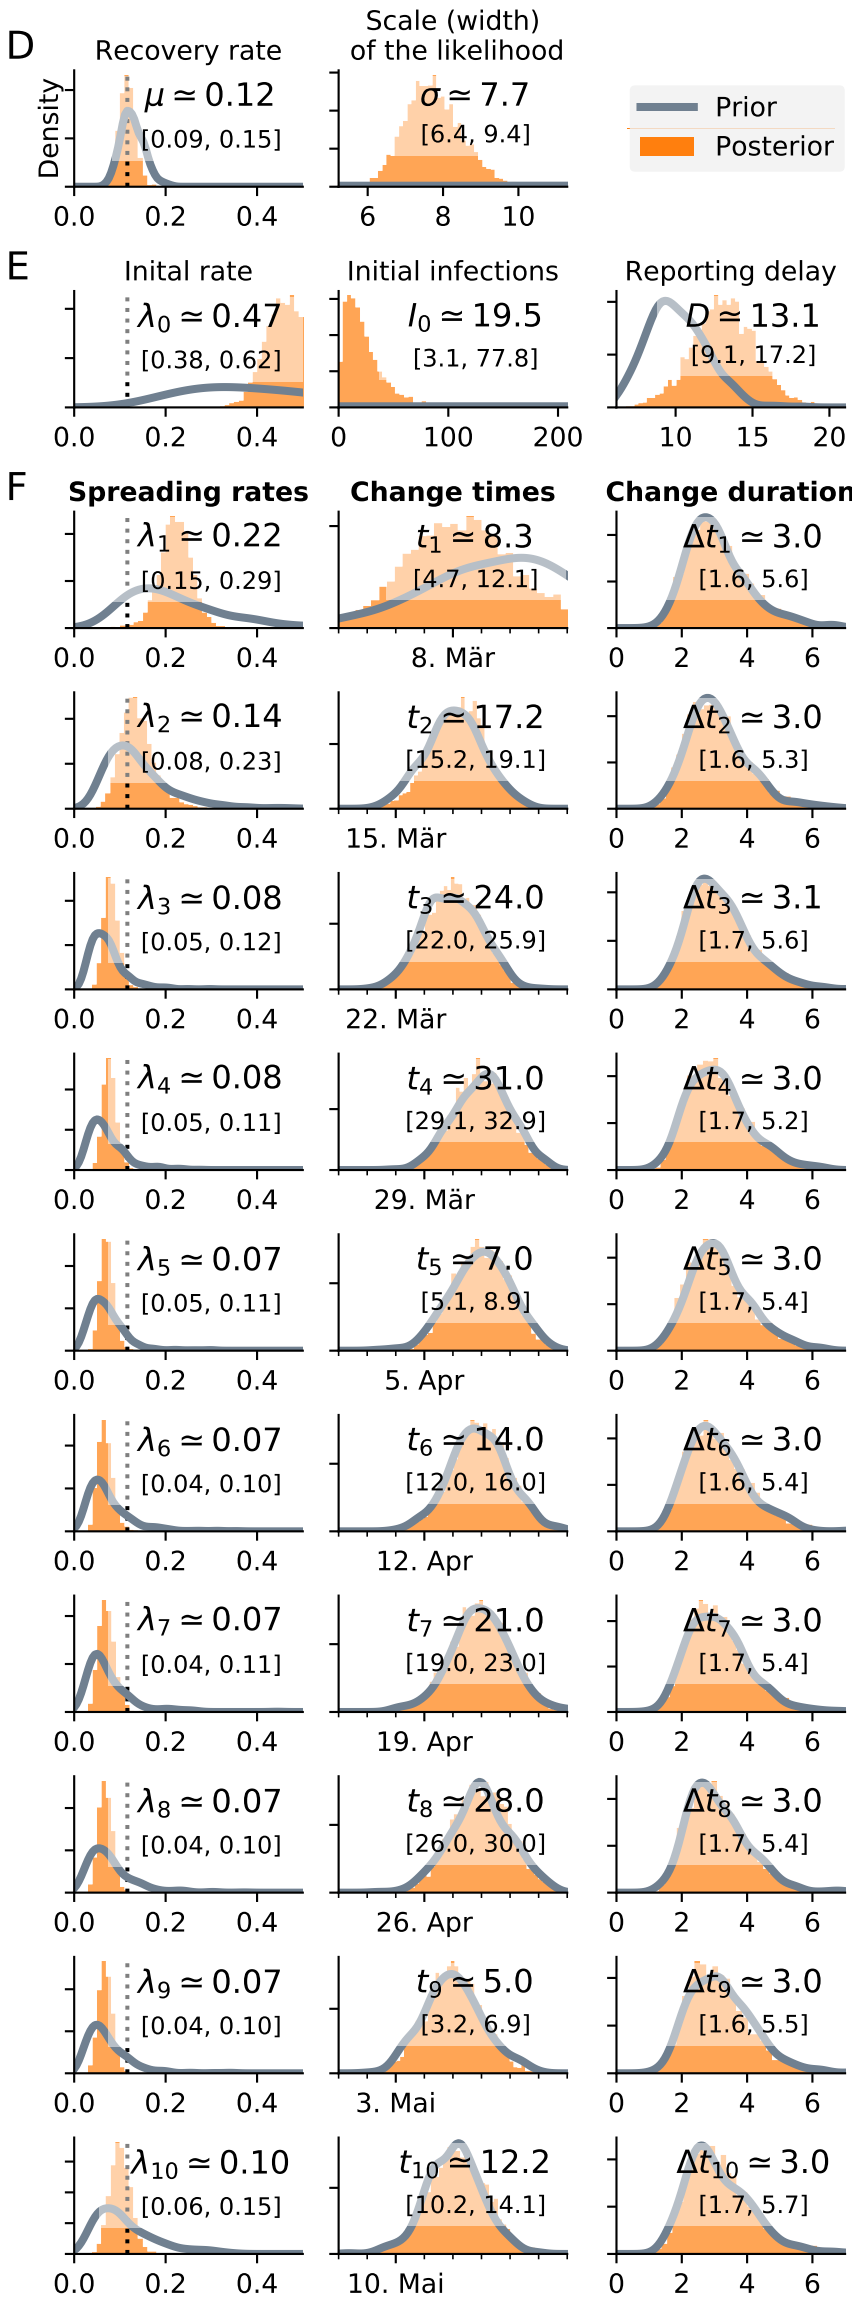 D
Recovery rate
Scale (width)
of the likelihood
Density
μ ≃ 0.12
[0.09, 0.15]
0.0 0.2 0.4
σ ≃ 7.7
[6.4, 9.4]
6 8 10
Prior
Posterior
E
Inital rate
λ0 ≃ 0.47
[0.38, 0.62]
0.0 0.2 0.4
Initial infections
I0 ≃ 19.5
[3.1, 77.8]
0 100 200
Reporting delay
D ≃ 13.1
[9.1, 17.2]
10 15 20
F
Spreading rates Change times Change duration
λ1 ≃ 0.22
[0.15, 0.29]
0.0 0.2 0.4
t1 ≃ 8.3
[4.7, 12.1]
8. Mär
Δt1 ≃ 3.0
[1.6, 5.6]
0 2 4 6
λ2 ≃ 0.14
[0.08, 0.23]
0.0 0.2 0.4
t2 ≃ 17.2
[15.2, 19.1]
15. Mär
Δt2 ≃ 3.0
[1.6, 5.3]
0 2 4 6
λ3 ≃ 0.08
[0.05, 0.12]
0.0 0.2 0.4
t3 ≃ 24.0
[22.0, 25.9]
22. Mär
Δt3 ≃ 3.1
[1.7, 5.6]
0 2 4 6
λ4 ≃ 0.08
[0.05, 0.11]
0.0 0.2 0.4
t4 ≃ 31.0
[29.1, 32.9]
29. Mär
Δt4 ≃ 3.0
[1.7, 5.2]
0 2 4 6
λ5 ≃ 0.07
[0.05, 0.11]
0.0 0.2 0.4
t5 ≃ 7.0
[5.1, 8.9]
5. Apr
Δt5 ≃ 3.0
[1.7, 5.4]
0 2 4 6
λ6 ≃ 0.07
[0.04, 0.10]
0.0 0.2 0.4
t6 ≃ 14.0
[12.0, 16.0]
12. Apr
Δt6 ≃ 3.0
[1.6, 5.4]
0 2 4 6
λ7 ≃ 0.07
[0.04, 0.11]
0.0 0.2 0.4
t7 ≃ 21.0
[19.0, 23.0]
19. Apr
Δt7 ≃ 3.0
[1.7, 5.4]
0 2 4 6
λ8 ≃ 0.07
[0.04, 0.10]
0.0 0.2 0.4
t8 ≃ 28.0
[26.0, 30.0]
26. Apr
Δt8 ≃ 3.0
[1.7, 5.4]
0 2 4 6
λ9 ≃ 0.07
[0.04, 0.10]
0.0 0.2 0.4
t9 ≃ 5.0
[3.2, 6.9]
3. Mai
Δt9 ≃ 3.0
[1.6, 5.5]
0 2 4 6
λ10 ≃ 0.10
[0.06, 0.15]
0.0 0.2 0.4
t10 ≃ 12.2
[10.2, 14.1]
10. Mai
Δt10 ≃ 3.0
[1.7, 5.7]
0 2 4 6